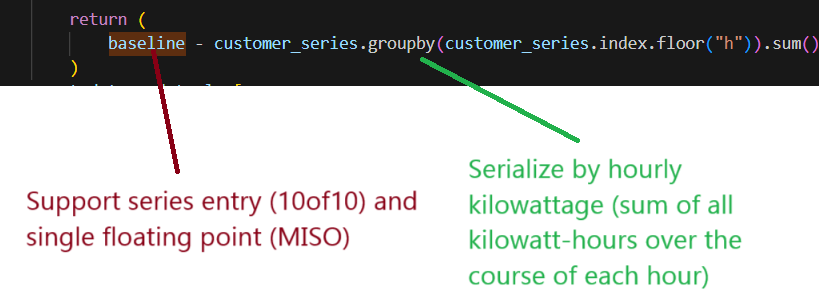 return (
baseline - customer_series.groupby(customer_series.index.floor("h")).sum()
)
Support series entry (10of10) and
single floating point (MISO)
Serialize by hourly
kilowattage (sum of all
kilowatt-hours over the
course of each hour)